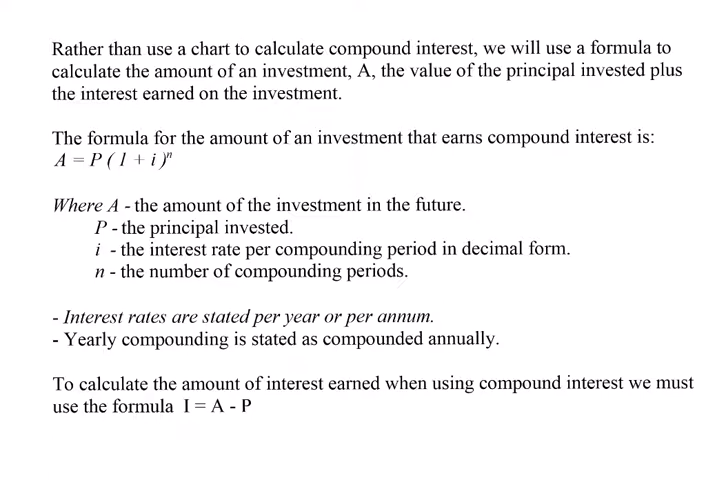 Rather than use a chart to calculate compound interest, we will use a formula to
calculate the amount of an investment, A, the value of the principal invested plus
the interest earned on the investment.
The formula for the amount of an investment that earns compound interest is:
A = P ( 1 + i )ⁿ
Where A - the amount of the investment in the future.
P - the principal invested.
i - the interest rate per compounding period in decimal form.
n - the number of compounding periods.
- Interest rates are stated per year or per annum.
- Yearly compounding is stated as compounded annually.
To calculate the amount of interest earned when using compound interest we must
use the formula I = A - P